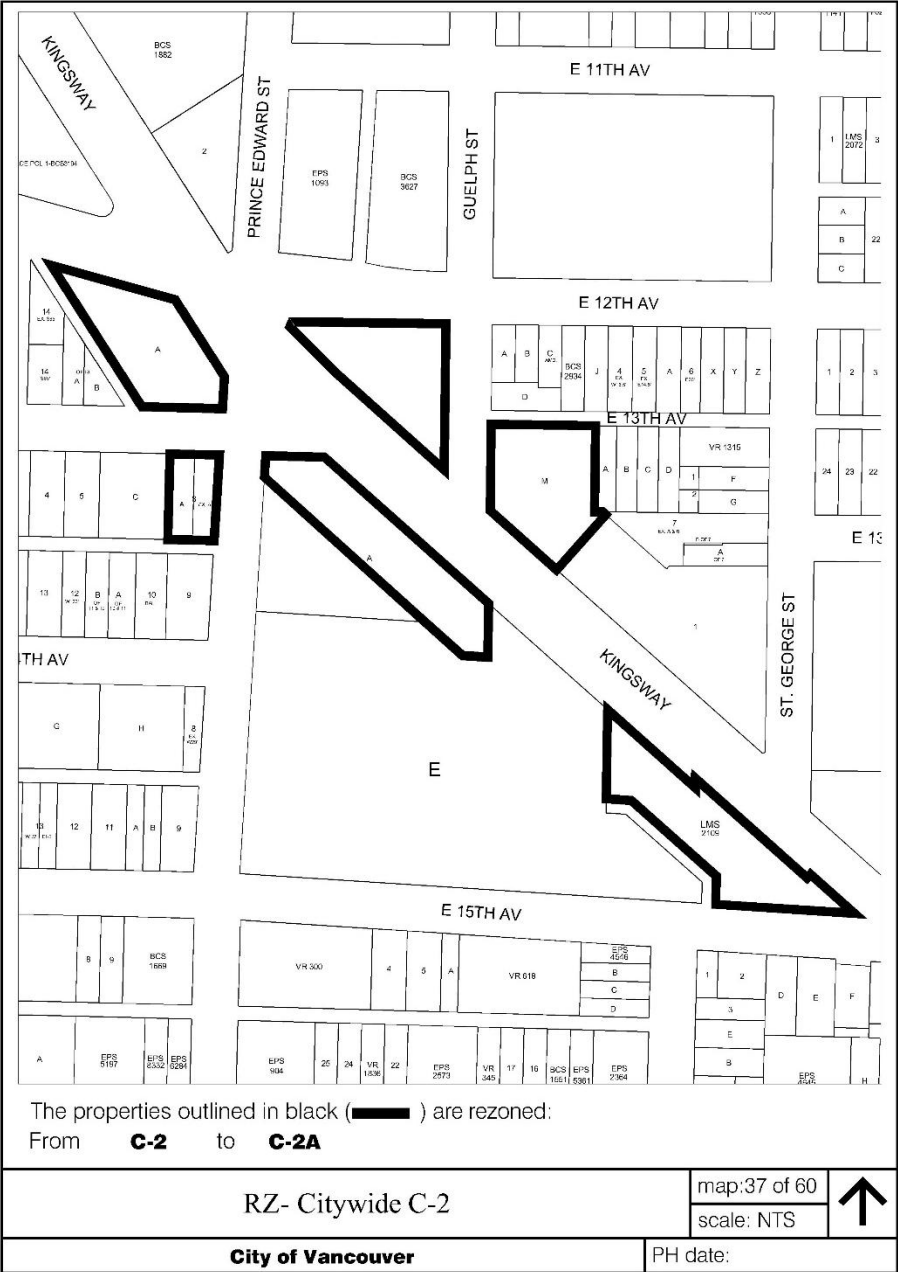 KINGSWAY
BCS
1882
2
PRINCE EDWARD ST
EPS
1093
BCS
3627
GUELPH ST
E 11TH AV
1
LMS
2072
3
A
B
22
C
E 12TH AV
14
14
A
B
A
A
B
C
D
BCS
2934
J
4
5
A
6
X
Y
Z
1
2
3
E 13TH AV
4
5
C
A
3
M
A
B
C
D
VR 1315
1
F
2
G
24
23
22
7
A
E 13
A
13
12
B
A
10
9
1
ST. GEORGE ST
KINGSWAY
TH AV
G
H
8
E
LMS
2109
13
12
11
A
B
9
E 15TH AV
8
9
BCS
1669
VR 300
4
5
A
VR 618
EPS
4546
B
C
D
1
2
3
E
B
D
E
F
A
EPS
5197
EPS
8332
EPS
6284
EPS
904
25
24
VR
1836
22
EPS
2573
VR
345
17
16
BCS
1661
EPS
5361
EPS
2364
EPS
H
The properties outlined in black ( ) are rezoned:
From C-2 to C-2A
RZ- Citywide C-2
map:37 of 60
scale: NTS
City of Vancouver
PH date: